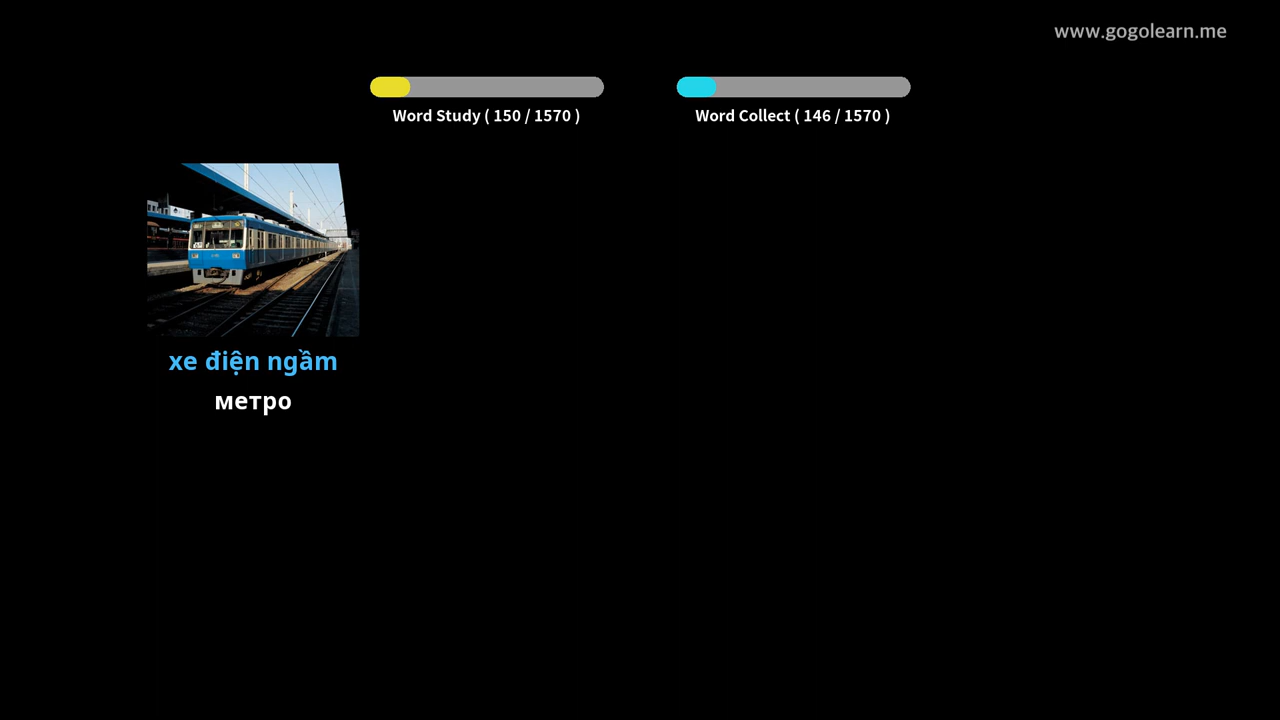 www.gogolearn.me
Word Study ( 150 / 1570 )
Word Collect ( 146 / 1570 )
xe điện ngầm
метро